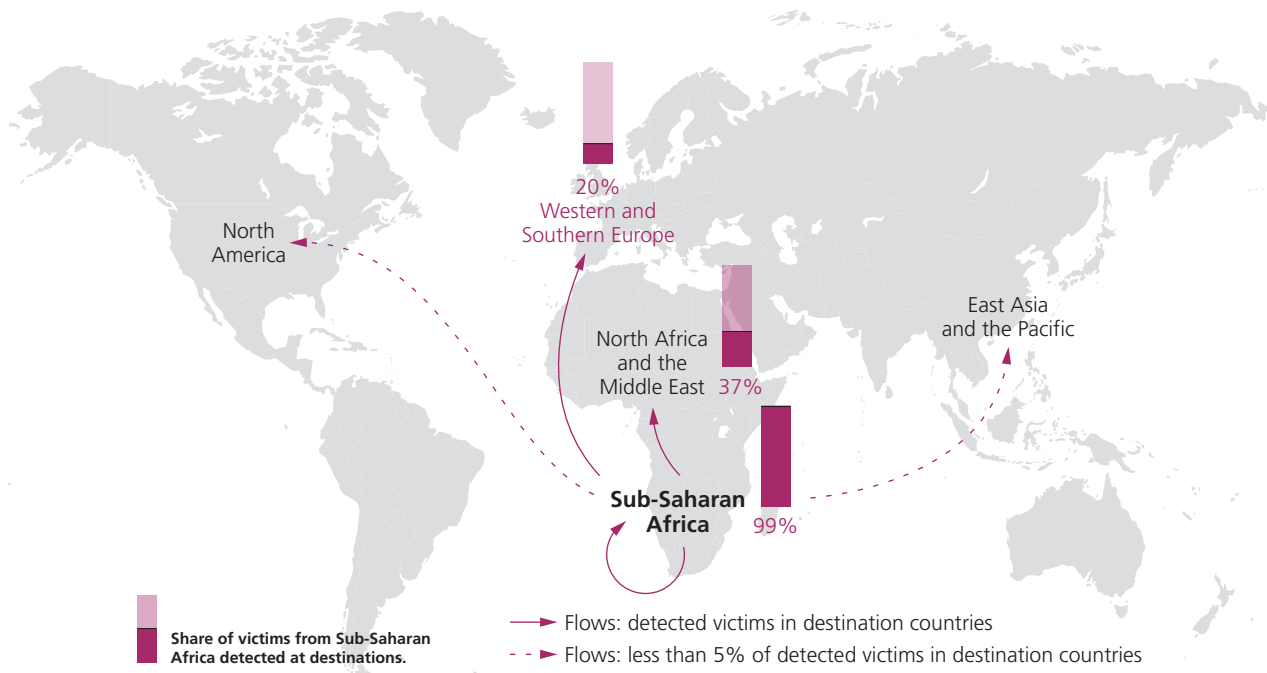 20%
Western and
Southern Europe
North
America
East Asia
and the Pacific
North Africa
and the
Middle East
37%
Sub-Saharan
Africa
99%
Share of victims from Sub-Saharan
Africa detected at destinations.
Flows: detected victims in destination countries
Flows: less than 5% of detected victims in destination countries